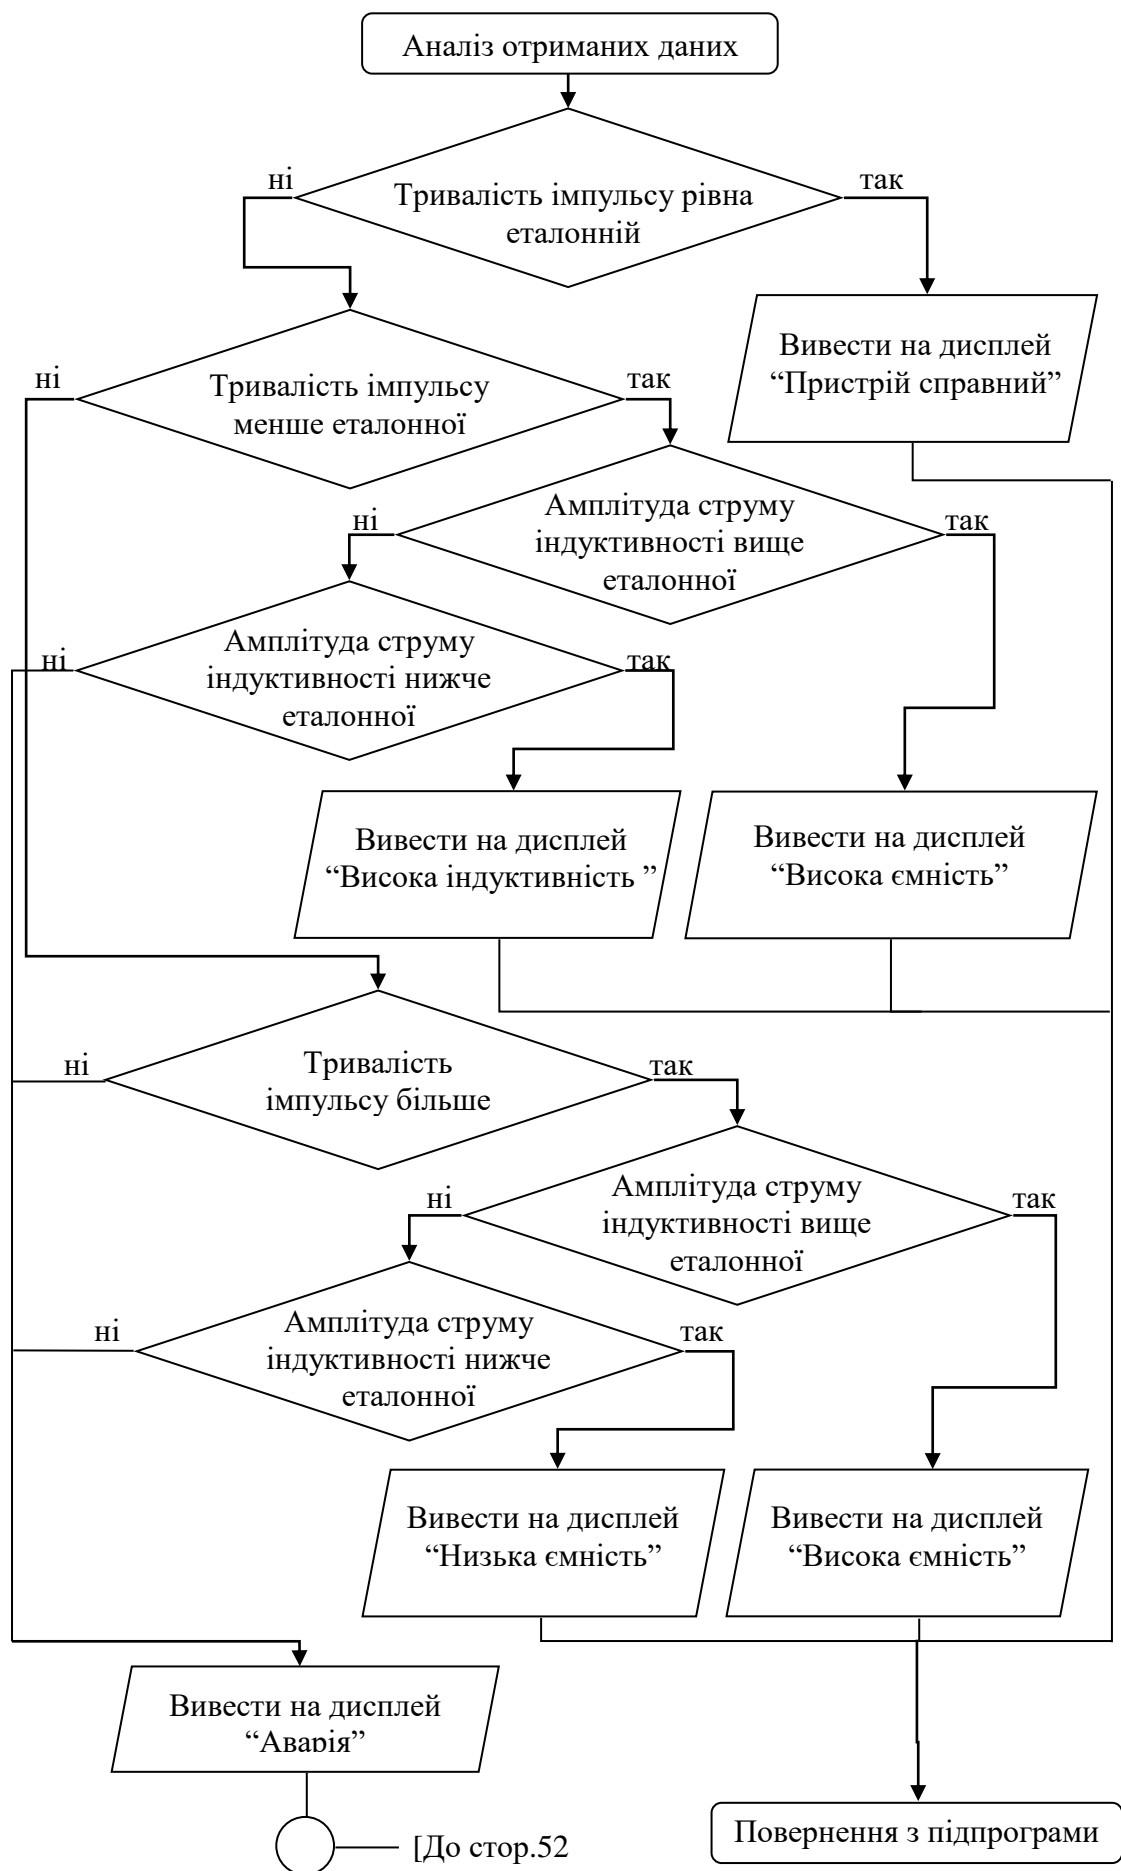 Аналіз отриманих даних
ні
так
Тривалість імпульсу рівна
еталонній
Вивести на дисплей
“Пристрій справний”
ні
так
Тривалість імпульсу
менше еталонної
ні
так
Амплітуда струму
індуктивності вище
еталонної
ні
так
Амплітуда струму
індуктивності нижче
еталонної
Вивести на дисплей
“Висока індуктивність ”
Вивести на дисплей
“Висока ємність”
ні
так
Тривалість
імпульсу більше
ні
так
Амплітуда струму
індуктивності вище
еталонної
ні
так
Амплітуда струму
індуктивності нижче
еталонної
Вивести на дисплей
“Низька ємність”
Вивести на дисплей
“Висока ємність”
Вивести на дисплей
“Аварія”
[До стор.52
Повернення з підпрограми